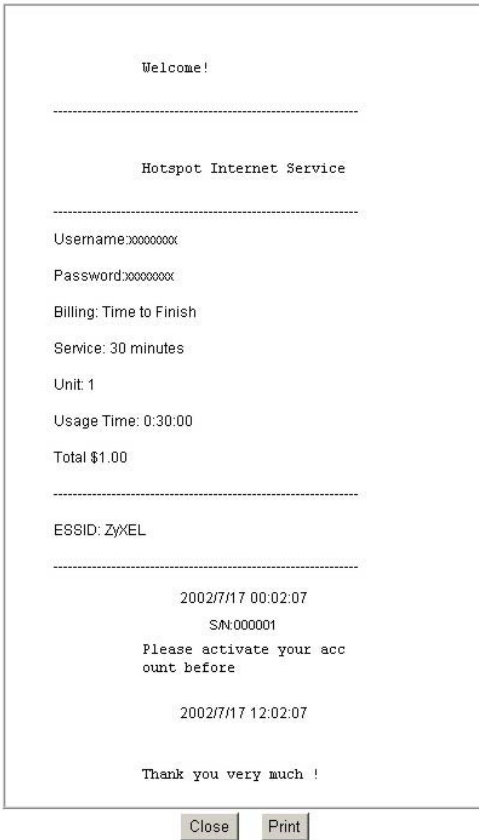 Welcome!
--------------------------------------------------------------
Hotspot Internet Service
--------------------------------------------------------------
Username:xxxxxxxx
Password:xxxxxxxx
Billing: Time to Finish
Service: 30 minutes
Unit: 1
Usage Time: 0:30:00
Total $1.00
--------------------------------------------------------------
ESSID: ZyXEL
--------------------------------------------------------------
2002/7/17 00:02:07
S/N:000001
Please activate your acc
ount before
2002/7/17 12:02:07
Thank you very much !
Close Print